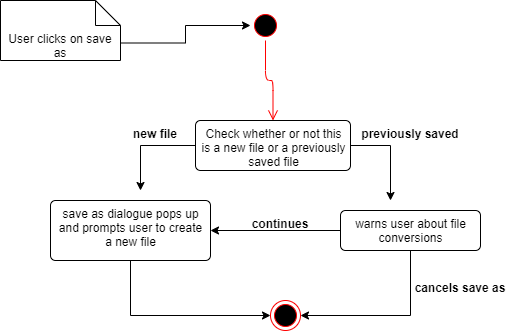 User clicks on save
as
new file
Check whether or not this
is a new file or a previously
saved file
previously saved
save as dialogue pops up
and prompts user to create
a new file
continues
warns user about file
conversions
cancels save as